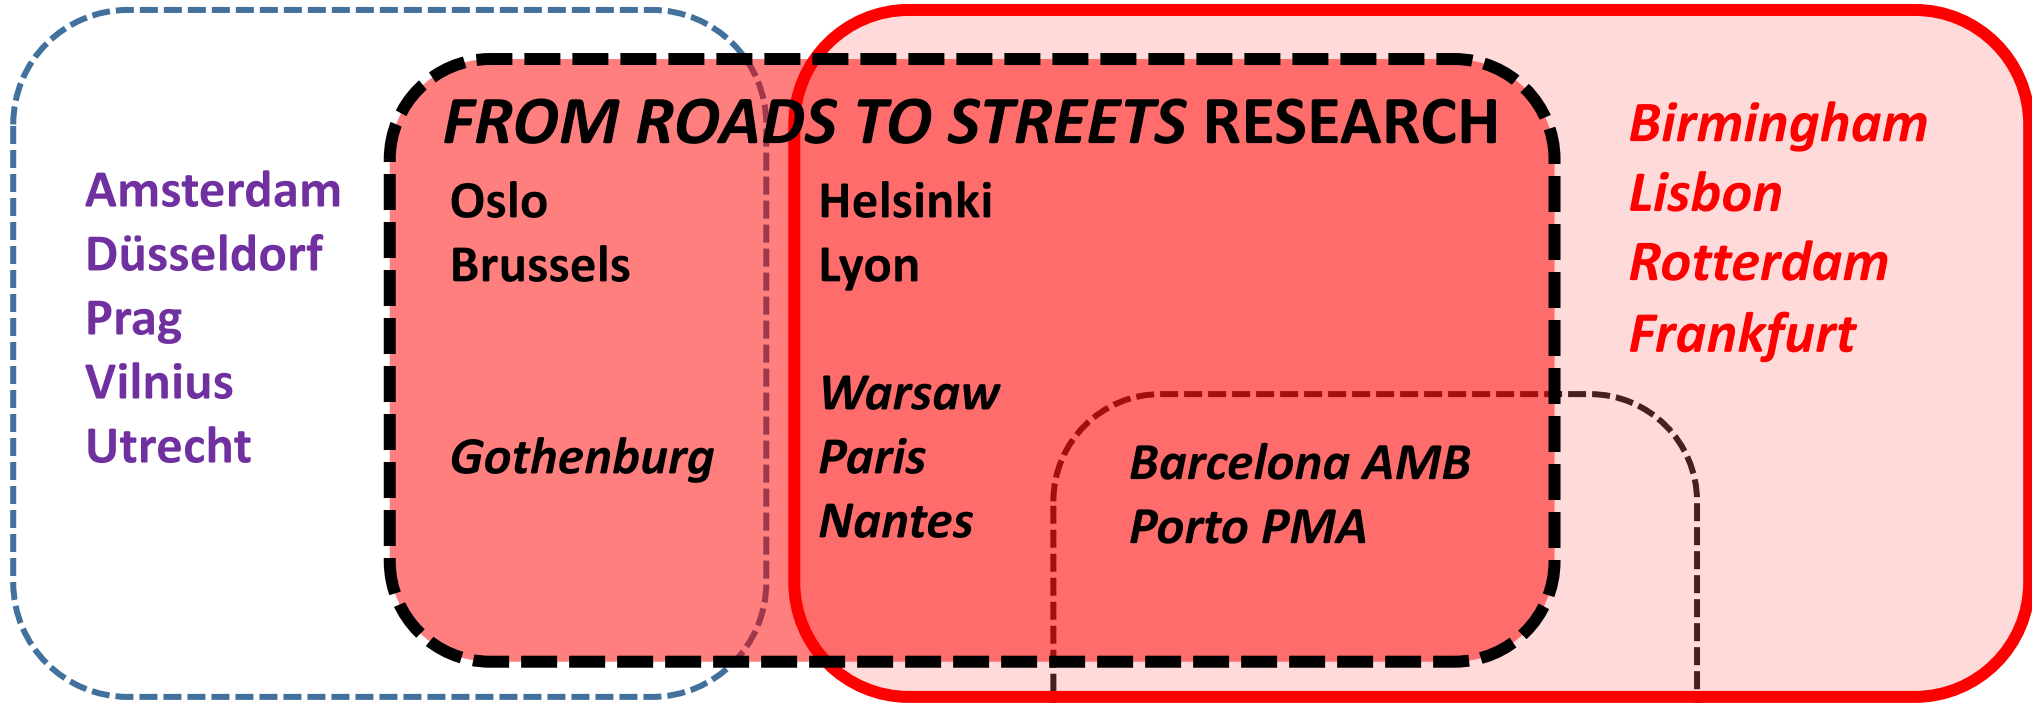 FROM ROADS TO STREETS RESEARCH
Amsterdam
Düsseldorf
Prag
Vilnius
Utrecht
Oslo
Brussels
Gothenburg
Helsinki
Lyon
Warsaw
Paris
Nantes
Barcelona AMB
Porto PMA
Birmingham
Lisbon
Rotterdam
Frankfurt